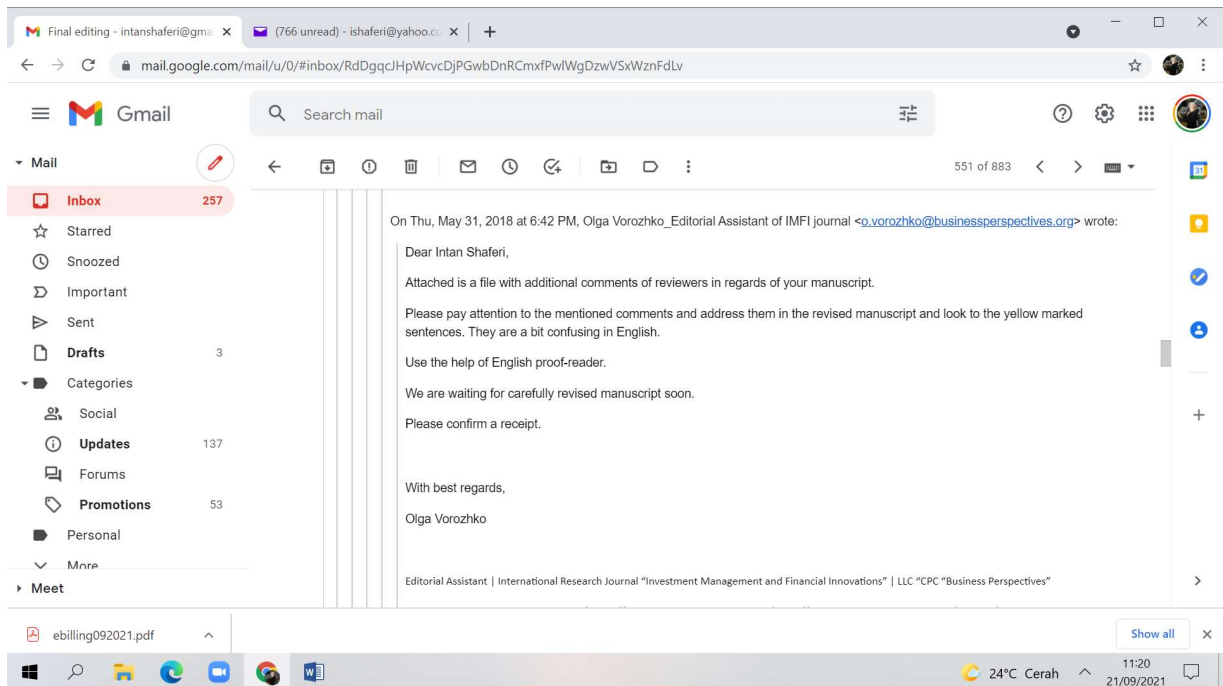 Final editing - intanshaferi@gma
(766 unread) - ishaferi@yahoo.co
mail.google.com/mail/u/0/#inbox/RdDgqcJHpWcvcDjPGwbDnRCmxfPwlWgDzwVSxWznFdLv
Gmail
Search mail
Mail
551 of 883
31
Inbox 257
Starred
Snoozed
Important
Sent
Drafts 3
Categories
Social
Updates 137
Forums
Promotions 53
Personal
More
Meet
On Thu, May 31, 2018 at 6:42 PM, Olga Vorozhko_Editorial Assistant of IMFI journal <o.vorozhko@businessperspectives.org> wrote:
Dear Intan Shaferi,
Attached is a file with additional comments of reviewers in regards of your manuscript.
Please pay attention to the mentioned comments and address them in the revised manuscript and look to the yellow marked
sentences. They are a bit confusing in English.
Use the help of English proof-reader.
We are waiting for carefully revised manuscript soon.
Please confirm a receipt.
With best regards,
Olga Vorozhko
Editorial Assistant | International Research Journal "Investment Management and Financial Innovations" | LLC "CPC "Business Perspectives"
ebilling092021.pdf
Show all
24°C Cerah
11:20
21/09/2021